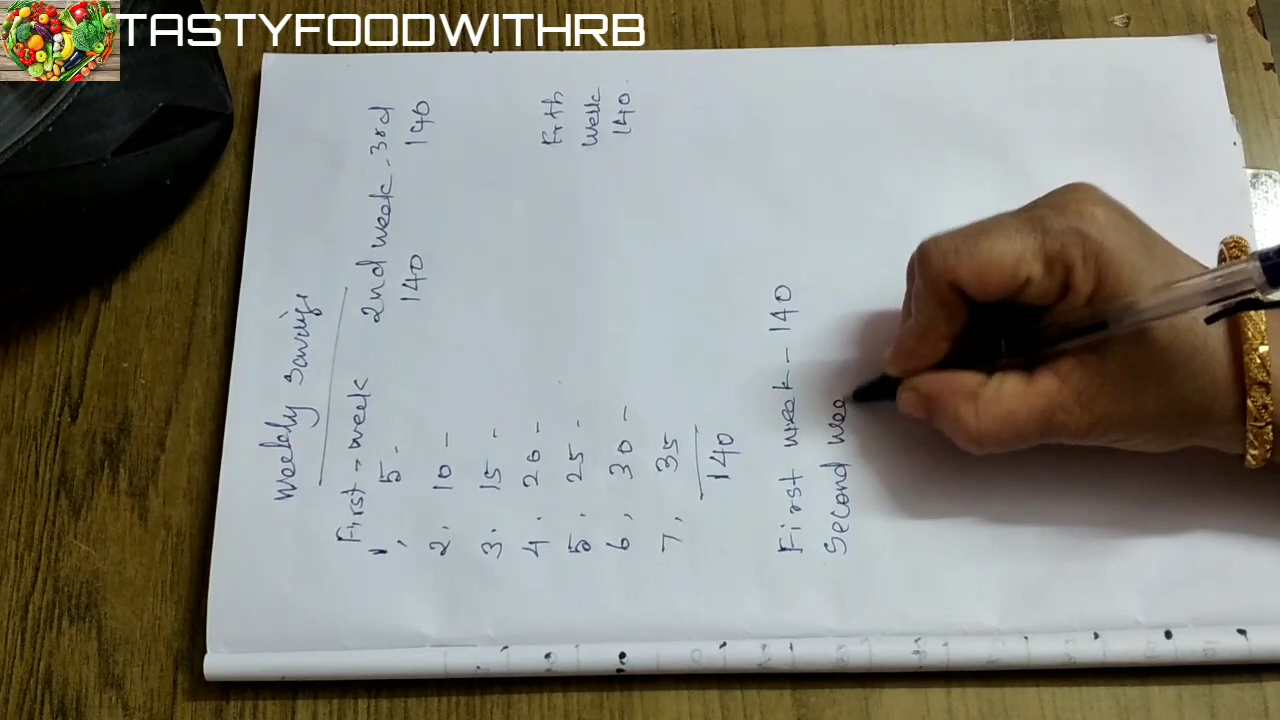 TASTYFOODWITHRB
Weekly Savings
First - week 2nd week - 3rd
1, 5 - 140 140
2. 10 -
3. 15 -
4. 20 -
5. 25 -
6, 30 -
7, 35
140
Week
140.
First week - 140
Second wee